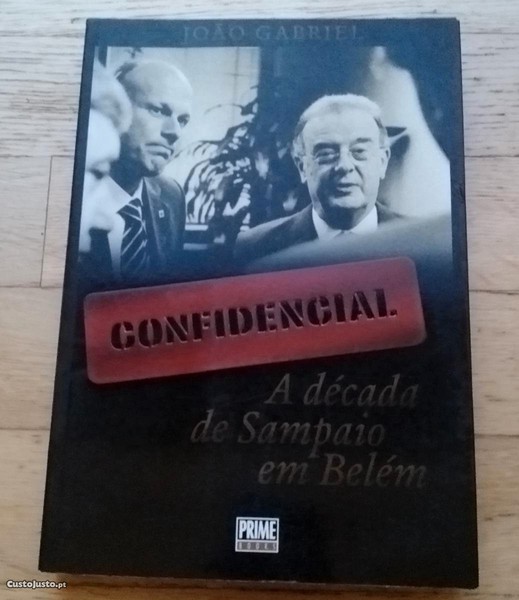 JOÃO GABRIEL
CONFIDENCIAL
A década
de Sampaio
em Belém
PRIME
BOOKS
CustoJusto.pt